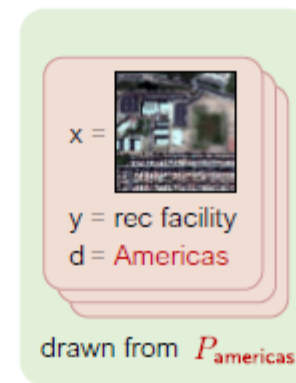 x =
y = rec facility
d = Americas
drawn from P_americas